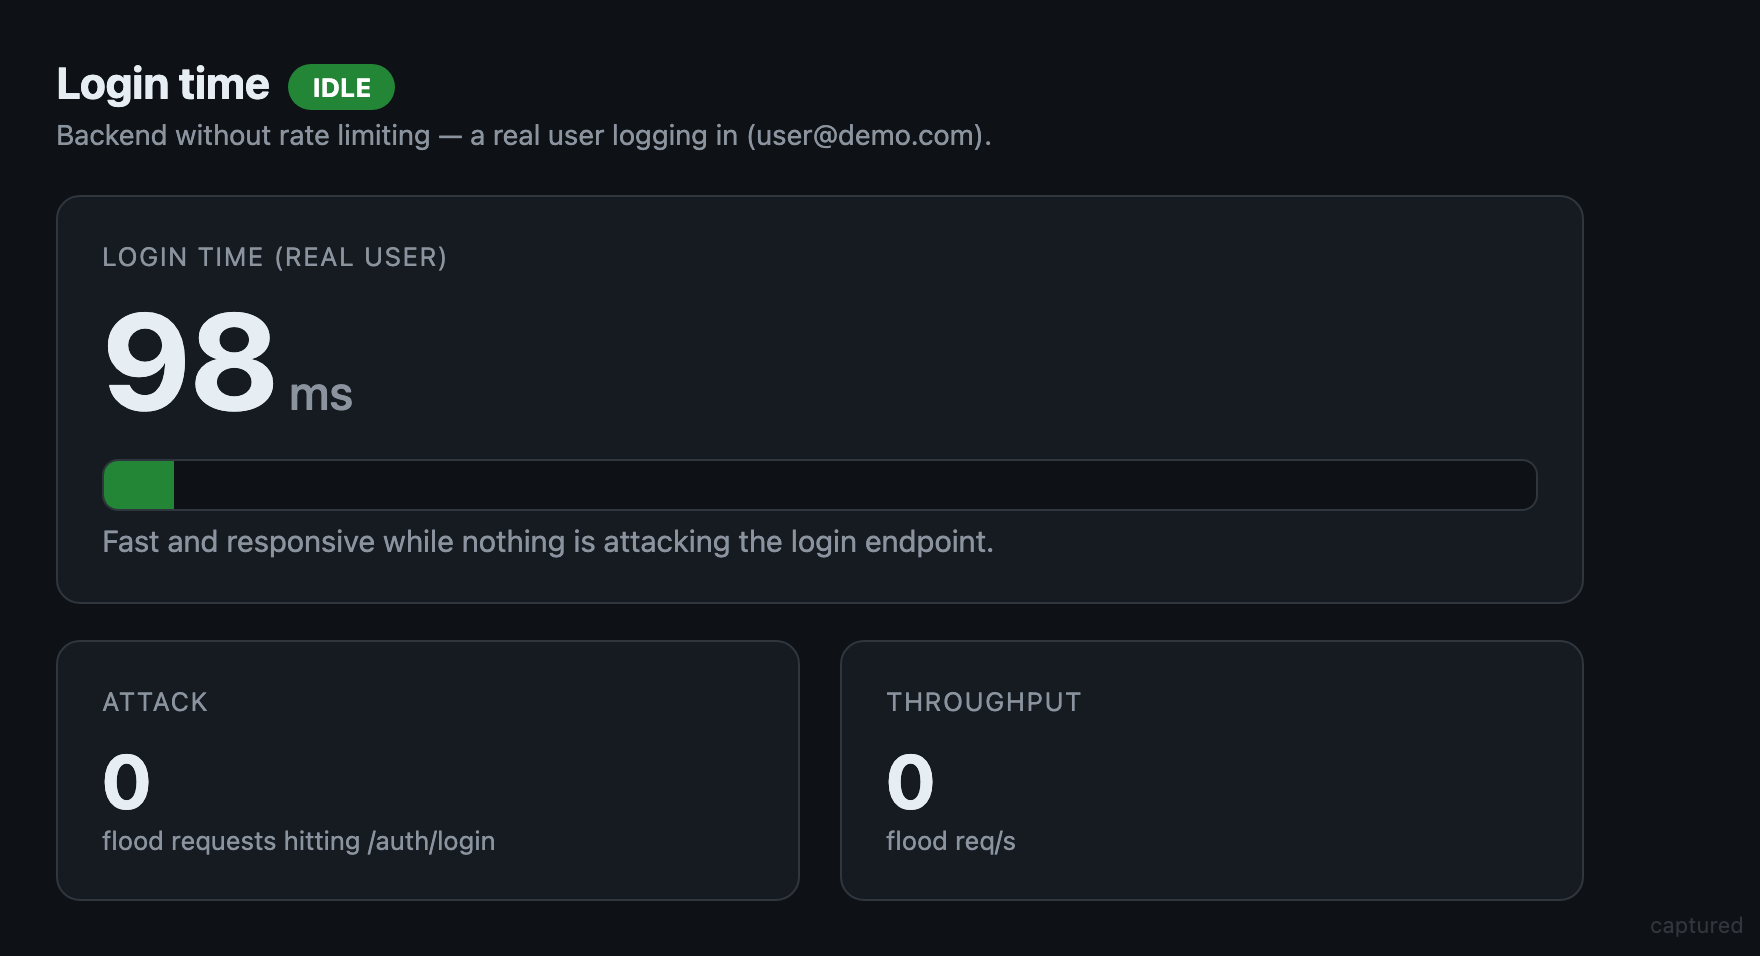 Login time IDLE
Backend without rate limiting — a real user logging in (user@demo.com).
LOGIN TIME (REAL USER)
98 ms
Fast and responsive while nothing is attacking the login endpoint.
ATTACK
0
flood requests hitting /auth/login
THROUGHPUT
0
flood req/s
captured